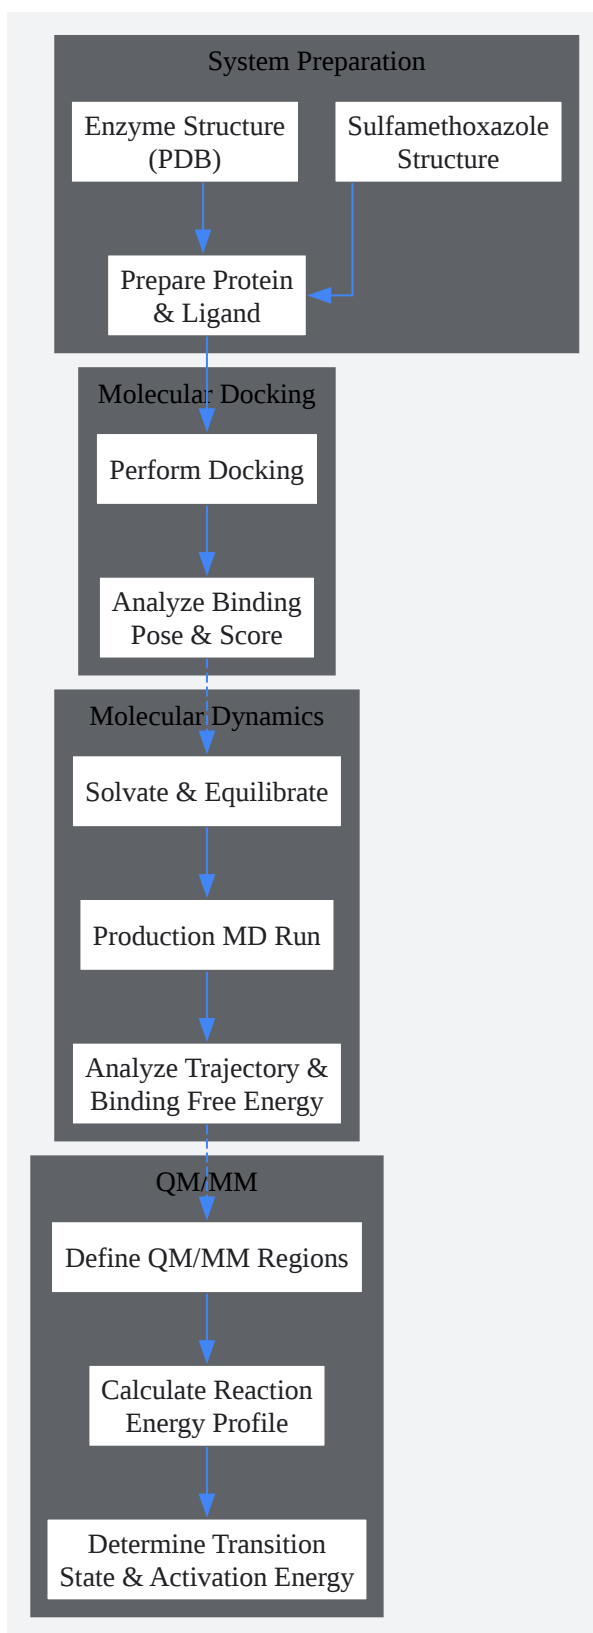 System Preparation
Enzyme Structure
(PDB)
Sulfamethoxazole
Structure
Prepare Protein
& Ligand
Molecular Docking
Perform Docking
Analyze Binding
Pose & Score
Molecular Dynamics
Solvate & Equilibrate
Production MD Run
Analyze Trajectory &
Binding Free Energy
QM/MM
Define QM/MM Regions
Calculate Reaction
Energy Profile
Determine Transition
State & Activation Energy